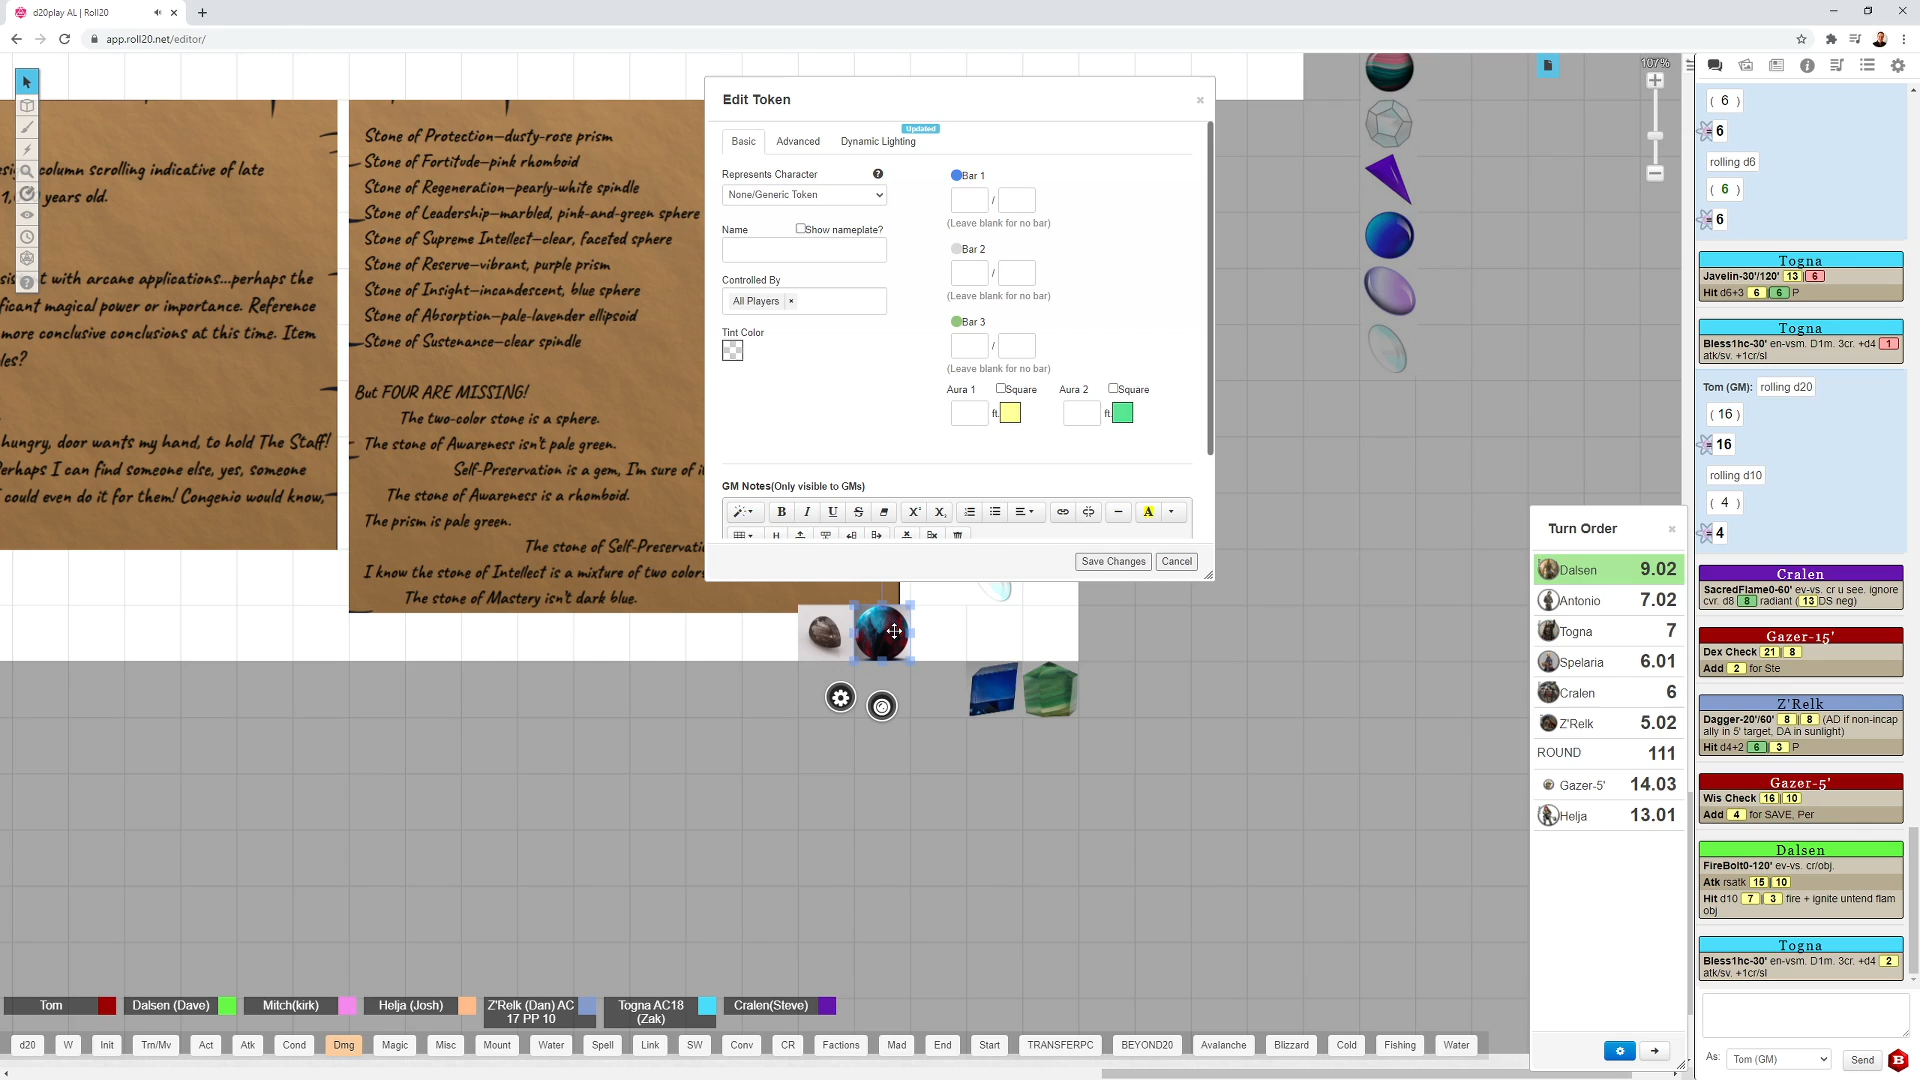 d20play AL | Roll20
app.roll20.net/editor/
column scrolling indicative of late
years old.
with arcane applications...perhaps the
ficant magical power or importance. Reference
more conclusive conclusions at this time. Item
hungry, door wants my hand, to hold The Staff!
Perhaps I can find someone else, yes, someone
could even do it for them! Congenio would know,
Stone of Protection—dusty-rose prism
Stone of Fortitude—pink rhomboid
Stone of Regeneration—pearly-white spindle
Stone of Leadership—marbled, pink-and-green sphere
Stone of Supreme Intellect—clear, faceted sphere
Stone of Reserve—vibrant, purple prism
Stone of Insight—incandescent, blue sphere
Stone of Absorption—pale-lavender ellipsoid
Stone of Sustenance—clear spindle
But FOUR ARE MISSING!
The two-color stone is a sphere.
The stone of Awareness isn't pale green.
Self-Preservation is a gem, I'm sure of i
The stone of Awareness is a rhomboid.
The prism is pale green.
The stone of Self-Preservati
I know the stone of Intellect is a mixture of two color
The stone of Mastery isn't dark blue.
Edit Token
×
Updated
Basic Advanced Dynamic Lighting
Represents Character
None/Generic Token
Name Show nameplate?
Controlled By
All Players ×
Tint Color
Bar 1
/
(Leave blank for no bar)
Bar 2
/
(Leave blank for no bar)
Bar 3
/
(Leave blank for no bar)
Aura 1 Square Aura 2 Square
ft. ft.
GM Notes(Only visible to GMs)
Save Changes Cancel
107%
Turn Order ×
Dalsen 9.02
Antonio 7.02
Togna 7
Spelaria 6.01
Cralen 6
Z'Relk 5.02
ROUND 111
Gazer-5' 14.03
Helja 13.01
( 6 )
= 6
rolling d6
( 6 )
= 6
Togna
Javelin-30'/120' 13 6
Hit d6+3 6 6 P
Togna
Bless1hc-30' en-vsm. D1m. 3cr. +d4 1
atk/sv. +1cr/sl
Tom (GM): rolling d20
( 16 )
= 16
rolling d10
( 4 )
= 4
Cralen
SacredFlame0-60' ev-vs. cr u see. ignore
cvr. d8 8 radiant ( 13 DS neg)
Gazer-15'
Dex Check 21 8
Add 2 for Ste
Z'Relk
Dagger-20'/60' 8 8 (AD if non-incap
ally in 5' target, DA in sunlight)
Hit d4+2 6 3 P
Gazer-5'
Wis Check 16 10
Add 4 for SAVE, Per
Dalsen
FireBolt0-120' ev-vs. cr/obj.
Atk rsatk 15 10
Hit d10 7 3 fire + ignite untend flam
obj
Togna
Bless1hc-30' en-vsm. D1m. 3cr. +d4 2
atk/sv. +1cr/sl
As: Tom (GM) Send
Tom
Dalsen (Dave)
Mitch(kirk)
Helja (Josh)
Z'Relk (Dan) AC
17 PP 10
Togna AC18
(Zak)
Cralen(Steve)
d20 W Init Trn/Mv Act Atk Cond Dmg Magic Misc Mount Water Spell Link SW Conv CR Factions Mad End Start TRANSFERPC BEYOND20 Avalanche Blizzard Cold Fishing Water